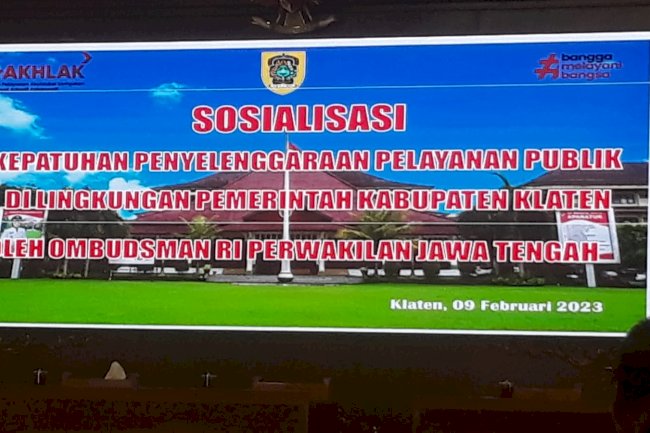 AKHLAK
#bangga
melayani
bangsa
SOSIALISASI
KEPATUHAN PENYELENGGARAAN PELAYANAN PUBLIK
DI LINGKUNGAN PEMERINTAH KABUPATEN KLATEN
OLEH OMBUDSMAN RI PERWAKILAN JAWA TENGAH
Klaten, 09 Februari 2023